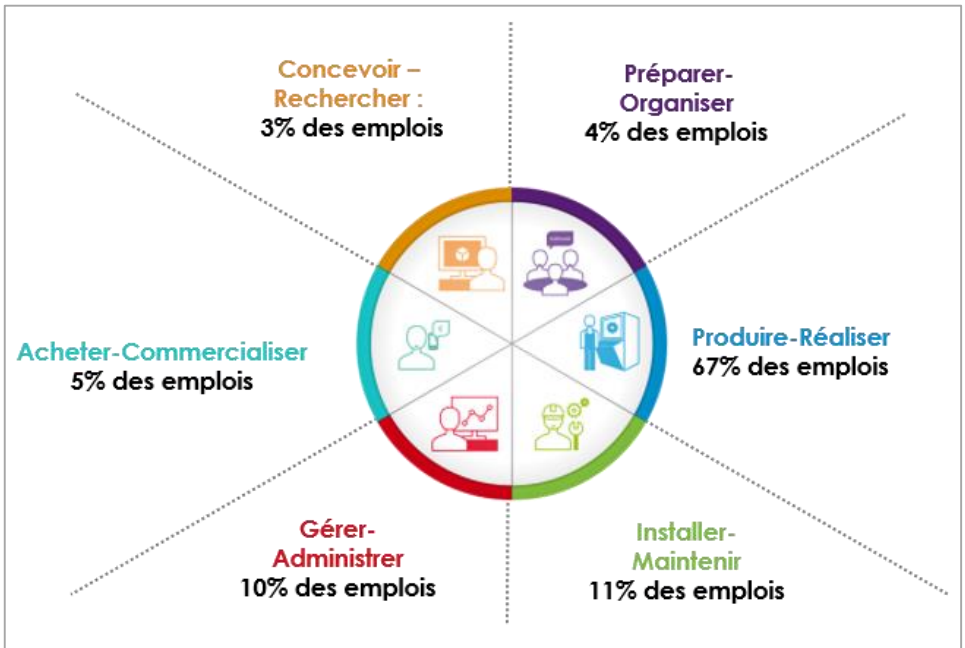 Concevoir –
Rechercher :
3% des emplois
Préparer-
Organiser
4% des emplois
Acheter-Commercialiser
5% des emplois
Produire-Réaliser
67% des emplois
Gérer-
Administrer
10% des emplois
Installer-
Maintenir
11% des emplois